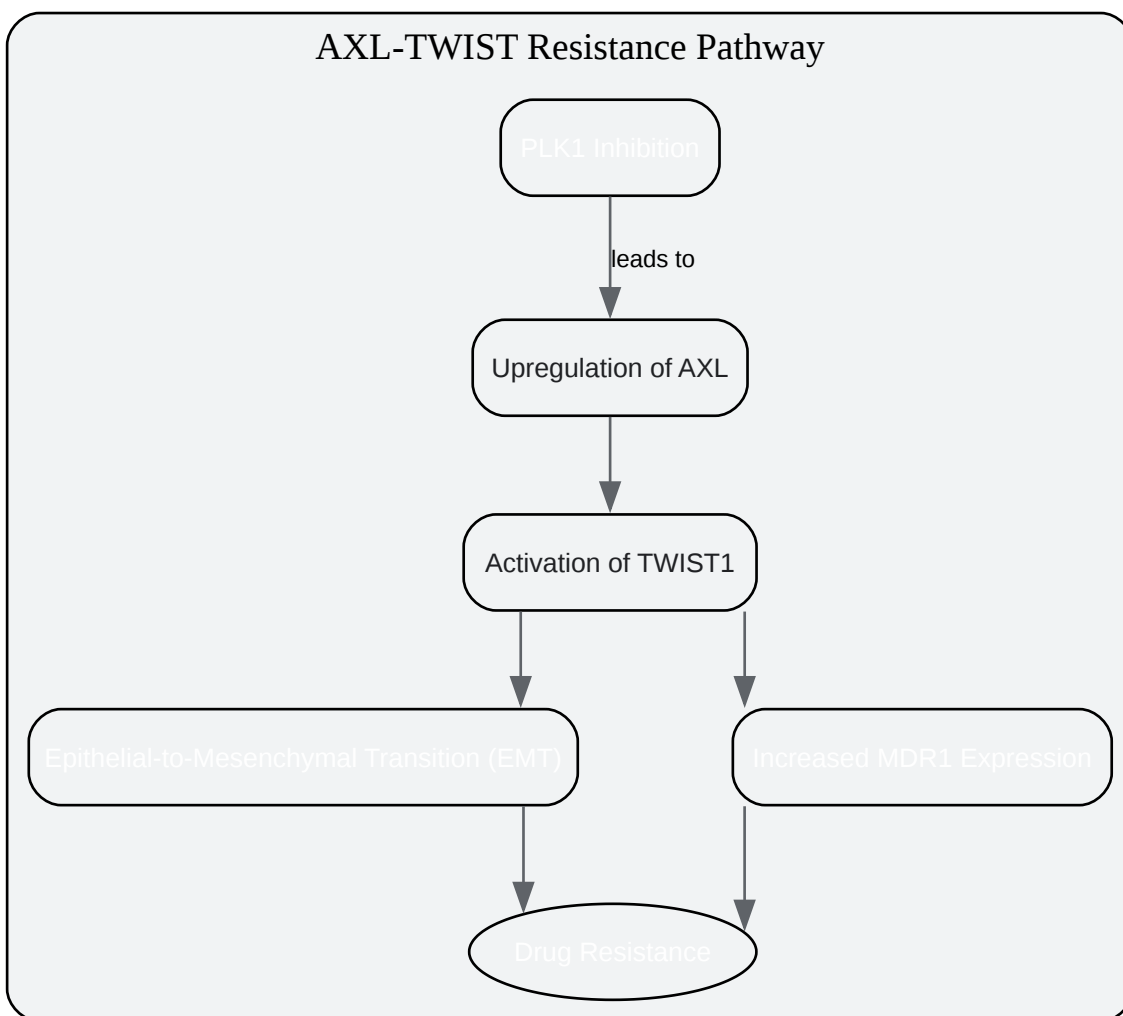 AXL-TWIST Resistance Pathway
PLK1 Inhibition
leads to
Upregulation of AXL
Activation of TWIST1
Epithelial-to-Mesenchymal Transition (EMT)
Increased MDR1 Expression
Drug Resistance